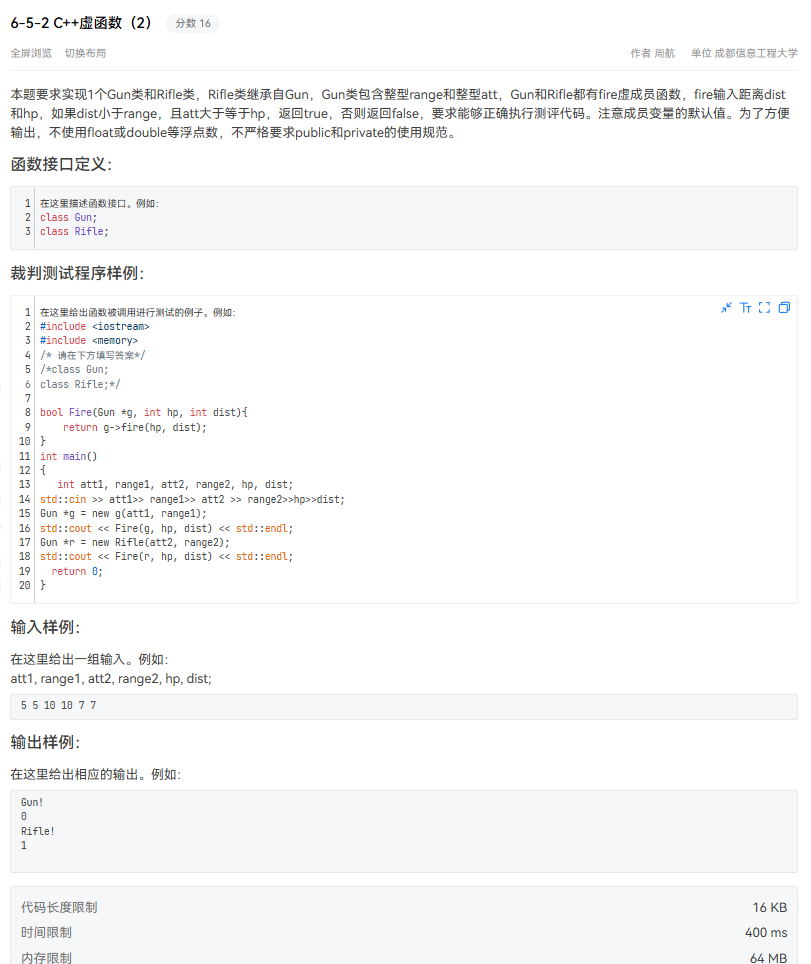 6-5-2 C++虚函数（2） 分数 16
全屏浏览 切换布局 作者 周航 单位 成都信息工程大学
本题要求实现1个Gun类和Rifle类，Rifle类继承自Gun，Gun类包含整型range和整型att，Gun和Rifle都有fire虚成员函数，fire输入距离dist
和hp，如果dist小于range，且att大于等于hp，返回true，否则返回false，要求能够正确执行测评代码。注意成员变量的默认值。为了方便
输出，不使用float或double等浮点数，不严格要求public和private的使用规范。
函数接口定义：
1 在这里描述函数接口。例如：
2 class Gun;
3 class Rifle;
裁判测试程序样例：
1 在这里给出函数被调用进行测试的例子。例如：
2 #include <iostream>
3 #include <memory>
4 /* 请在下方填写答案*/
5 /*class Gun;
6 class Rifle;*/
7
8 bool Fire(Gun *g, int hp, int dist){
9 return g->fire(hp, dist);
10 }
11 int main()
12 {
13 int att1, range1, att2, range2, hp, dist;
14 std::cin >> att1>> range1>> att2 >> range2>>hp>>dist;
15 Gun *g = new g(att1, range1);
16 std::cout << Fire(g, hp, dist) << std::endl;
17 Gun *r = new Rifle(att2, range2);
18 std::cout << Fire(r, hp, dist) << std::endl;
19 return 0;
20 }
输入样例：
在这里给出一组输入。例如：
att1, range1, att2, range2, hp, dist;
5 5 10 10 7 7
输出样例：
在这里给出相应的输出。例如：
Gun!
0
Rifle!
1
代码长度限制 16 KB
时间限制 400 ms
内存限制 64 MB